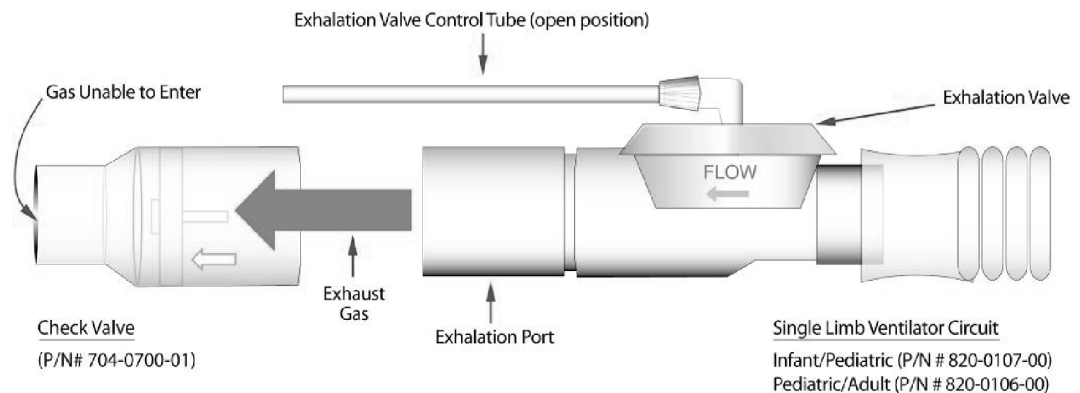 Exhalation Valve Control Tube (open position)
Gas Unable to Enter
Exhalation Valve
FLOW
Exhaust
Gas
Exhalation Port
Check Valve
(P/N# 704-0700-01)
Single Limb Ventilator Circuit
Infant/Pediatric (P/N # 820-0107-00)
Pediatric/Adult (P/N # 820-0106-00)